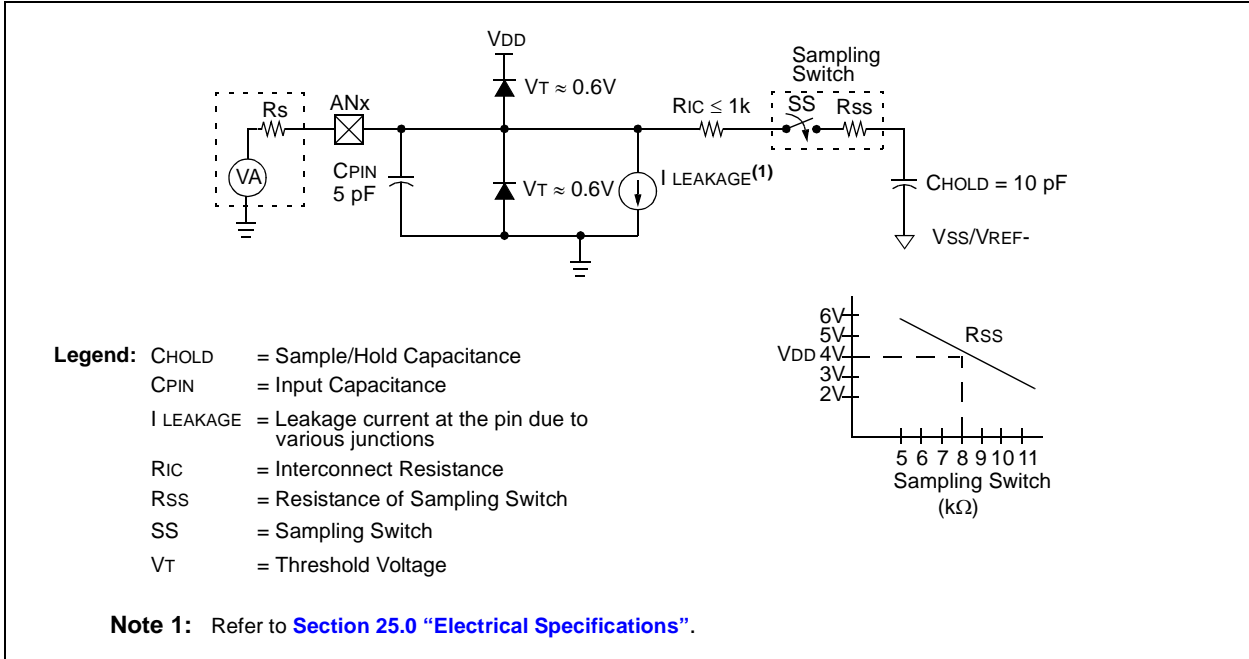 VDD
Sampling
Switch
VT ≈ 0.6V
Rs
ANx
RIC ≤ 1k
SS
Rss
VA
CPIN
5 pF
VT ≈ 0.6V
I LEAKAGE(1)
CHOLD = 10 pF
VSS/VREF-
6V
5V
VDD 4V
3V
2V
RSS
5 6 7 8 9 10 11
Sampling Switch
(kΩ)
Legend: CHOLD = Sample/Hold Capacitance
CPIN = Input Capacitance
I LEAKAGE = Leakage current at the pin due to
various junctions
RIC = Interconnect Resistance
RSS = Resistance of Sampling Switch
SS = Sampling Switch
VT = Threshold Voltage
Note 1: Refer to Section 25.0 “Electrical Specifications”.